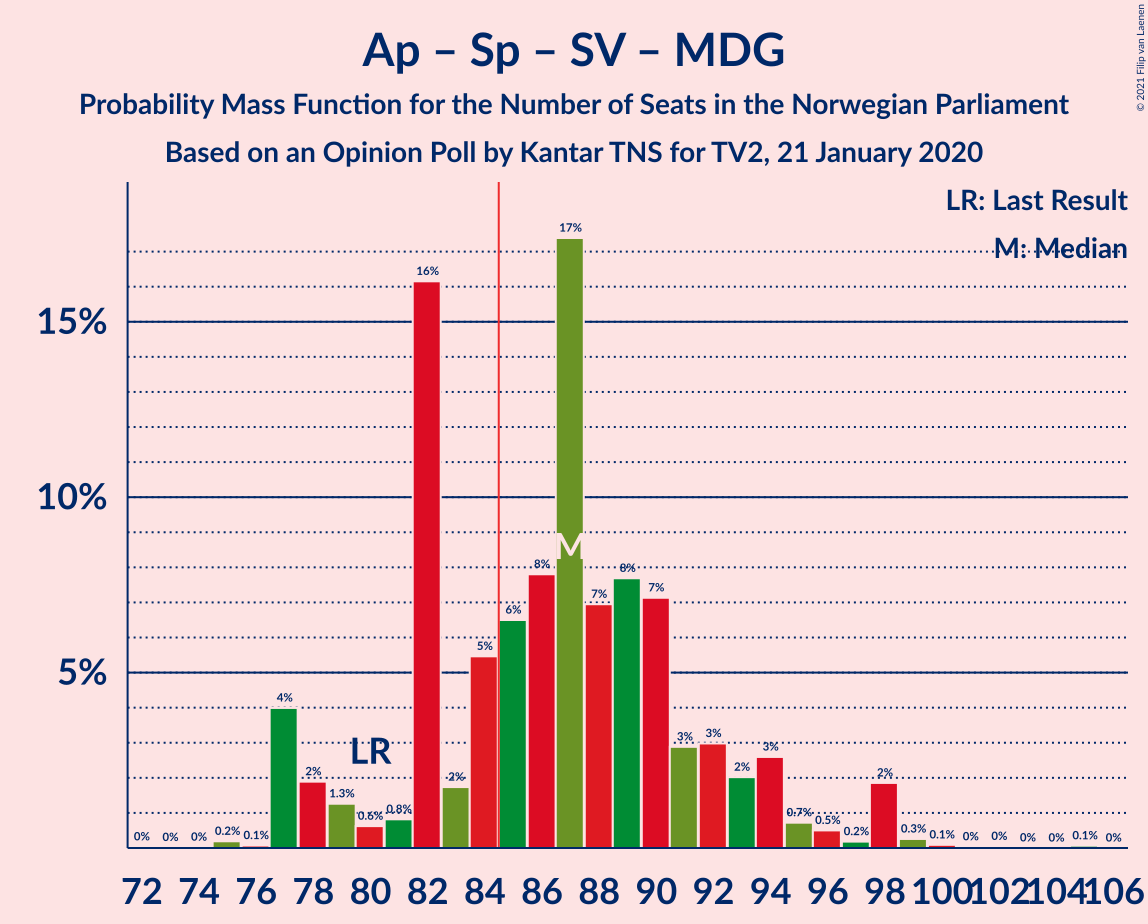 Ap – Sp – SV – MDG
Probability Mass Function for the Number of Seats in the Norwegian Parliament
Based on an Opinion Poll by Kantar TNS for TV2, 21 January 2020
© 2021 Filip van Laenen
LR: Last Result
M: Median
15%
10%
5%
0% 0% 0% 0.2% 0.1% 4% 2% 1.3% 0.6% 0.8% 16% 2% 5% 6% 8% 17% 7% 8% 7% 3% 3% 2% 3% 0.7% 0.5% 0.2% 2% 0.3% 0.1% 0% 0% 0% 0% 0.1% 0%
LR
M
72 74 76 78 80 82 84 86 88 90 92 94 96 98 100 102 104 106